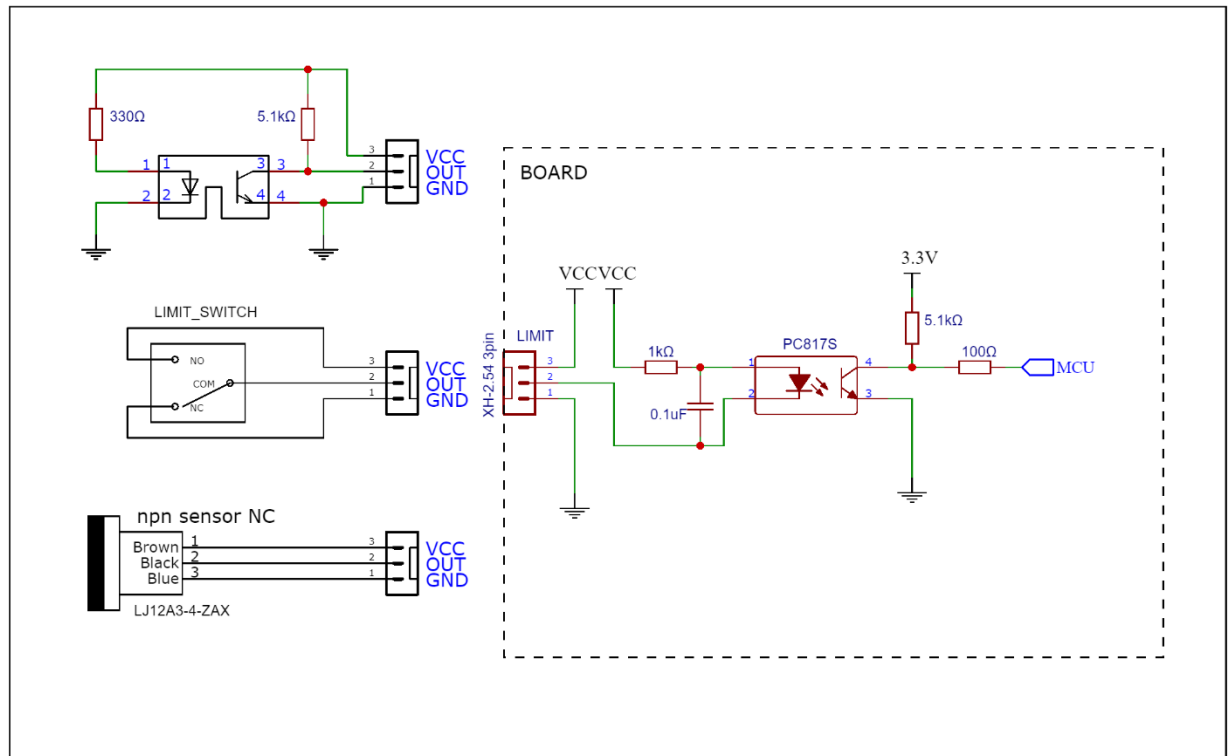 330Ω
5.1kΩ
1 1 3 3
2 2 4 4
3 VCC
2 OUT
1 GND
BOARD
LIMIT_SWITCH
NO
COM
NC
3 VCC
2 OUT
1 GND
XH-2.54 3pin
LIMIT
3
2
1
VCC VCC
1kΩ
0.1uF
PC817S
1 4
2 3
3.3V
5.1kΩ
100Ω
MCU
npn sensor NC
Brown 1
Black 2
Blue 3
LJ12A3-4-ZAX
3 VCC
2 OUT
1 GND